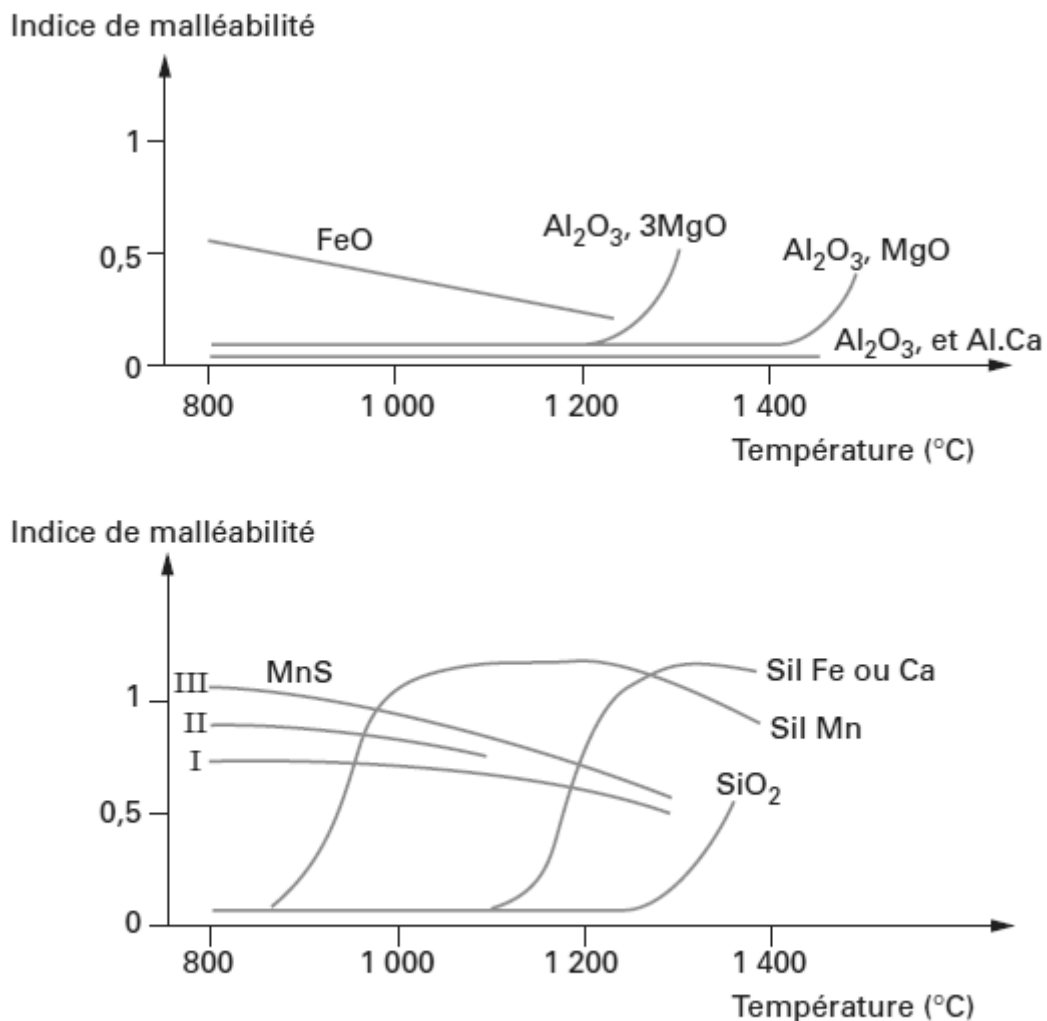 Indice de malléabilité
1
0,5
0
FeO
Al₂O₃, 3MgO
Al₂O₃, MgO
Al₂O₃, et Al.Ca
800 1 000 1 200 1 400
Température (°C)
Indice de malléabilité
III MnS
II
I
1
0,5
0
Sil Fe ou Ca
Sil Mn
SiO₂
800 1 000 1 200 1 400
Température (°C)